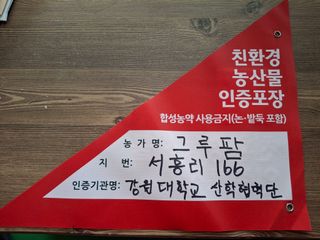 친환경
농산물
인증포장
합성농약 사용금지(논·밭둑 포함)
농 가 명: 그루팜
지 번: 서흥리 166
인증기관명: 강원대학교 산학협력단